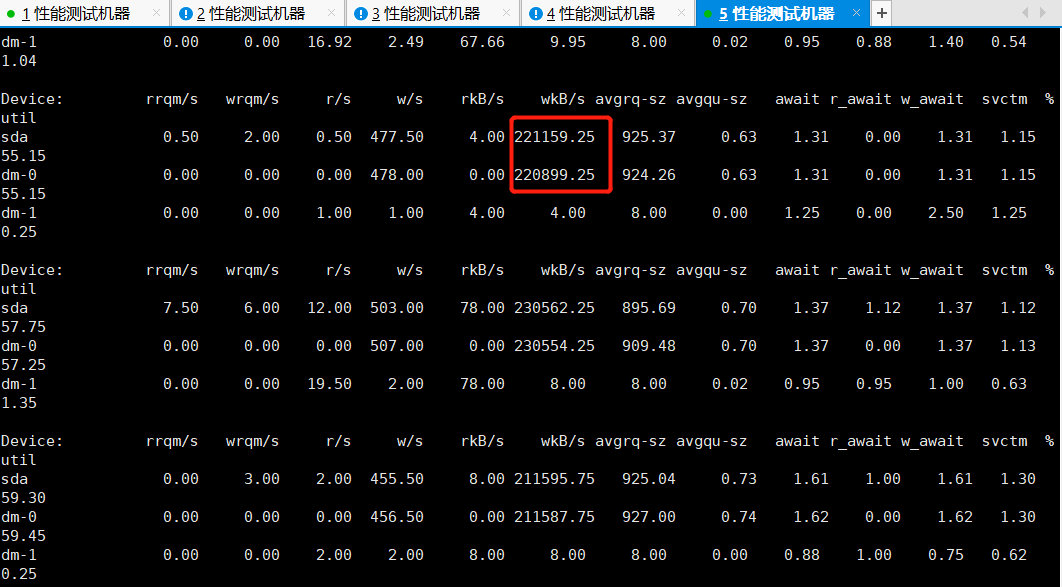 1 性能测试机器 × 2 性能测试机器 × 3 性能测试机器 × 4 性能测试机器 × 5 性能测试机器 × +
dm-1 0.00 0.00 16.92 2.49 67.66 9.95 8.00 0.02 0.95 0.88 1.40 0.54
1.04
Device: rrqm/s wrqm/s r/s w/s rkB/s wkB/s avgrq-sz avgqu-sz await r_await w_await svctm %
util
sda 0.50 2.00 0.50 477.50 4.00 221159.25 925.37 0.63 1.31 0.00 1.31 1.15
55.15
dm-0 0.00 0.00 0.00 478.00 0.00 220899.25 924.26 0.63 1.31 0.00 1.31 1.15
55.15
dm-1 0.00 0.00 1.00 1.00 4.00 4.00 8.00 0.00 1.25 0.00 2.50 1.25
0.25
Device: rrqm/s wrqm/s r/s w/s rkB/s wkB/s avgrq-sz avgqu-sz await r_await w_await svctm %
util
sda 7.50 6.00 12.00 503.00 78.00 230562.25 895.69 0.70 1.37 1.12 1.37 1.12
57.75
dm-0 0.00 0.00 0.00 507.00 0.00 230554.25 909.48 0.70 1.37 0.00 1.37 1.13
57.25
dm-1 0.00 0.00 19.50 2.00 78.00 8.00 8.00 0.02 0.95 0.95 1.00 0.63
1.35
Device: rrqm/s wrqm/s r/s w/s rkB/s wkB/s avgrq-sz avgqu-sz await r_await w_await svctm %
util
sda 0.00 3.00 2.00 455.50 8.00 211595.75 925.04 0.73 1.61 1.00 1.61 1.30
59.30
dm-0 0.00 0.00 0.00 456.50 0.00 211587.75 927.00 0.74 1.62 0.00 1.62 1.30
59.45
dm-1 0.00 0.00 2.00 2.00 8.00 8.00 8.00 0.00 0.88 1.00 0.75 0.62
0.25